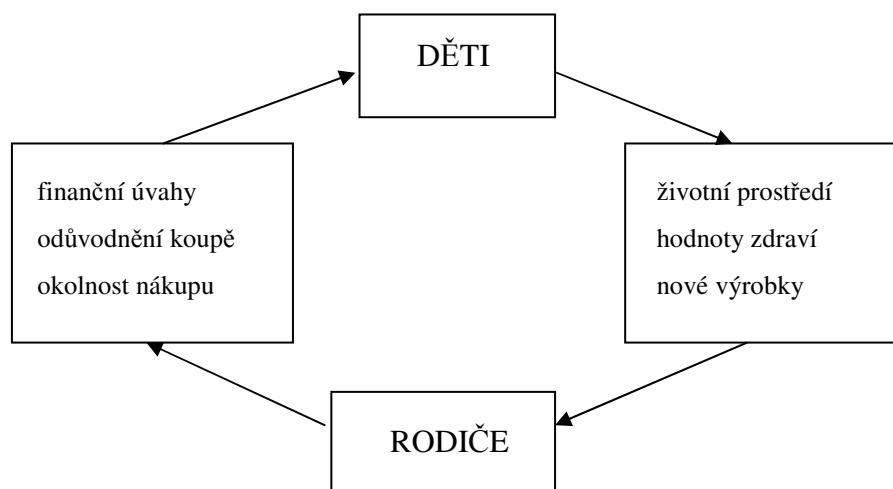 DĚTI
finanční úvahy
odůvodnění koupě
okolnost nákupu
životní prostředí
hodnoty zdraví
nové výrobky
RODIČE